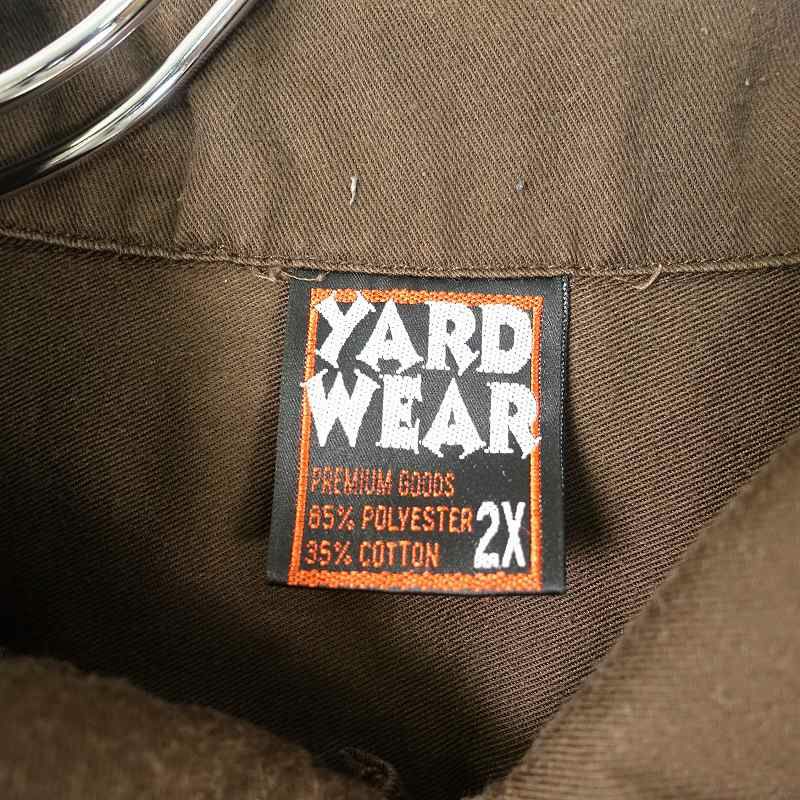 YARD
WEAR
PREMIUM GOODS
65% POLYESTER
35% COTTON
2X